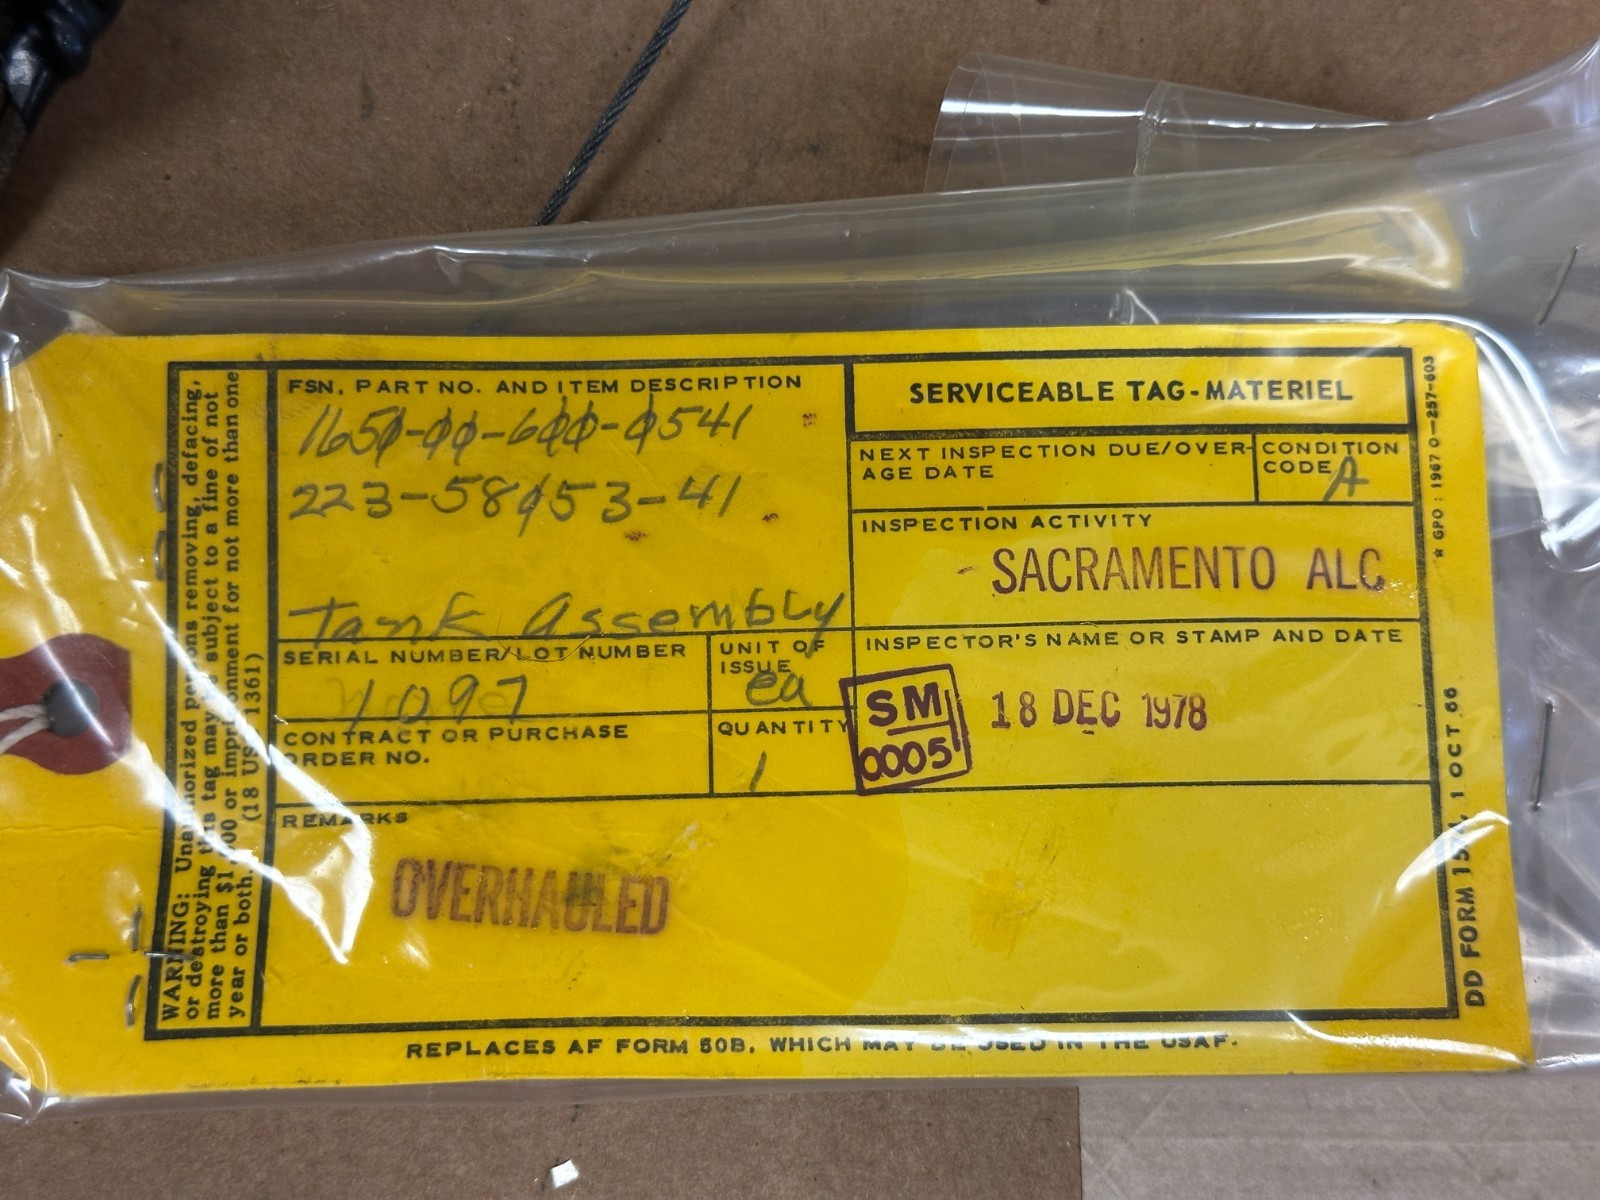 WARNING: Unauthorized persons removing, defacing,
or destroying this tag may be subject to a fine of not
more than $1,000 or imprisonment for not more than one
year or both. (18 USC 1361)
FSN, PART NO. AND ITEM DESCRIPTION
1650-00-600-0541
223-58053-41
Tank Assembly
SERIAL NUMBER/LOT NUMBER
1097
UNIT OF
ISSUE
ea
CONTRACT OR PURCHASE
ORDER NO.
QUANTITY
1
SERVICEABLE TAG-MATERIEL
NEXT INSPECTION DUE/OVER-
AGE DATE
CONDITION
CODE
A
INSPECTION ACTIVITY
SACRAMENTO ALC
INSPECTOR'S NAME OR STAMP AND DATE
SM
0005
18 DEC 1978
REMARKS
OVERHAULED
REPLACES AF FORM 50B, WHICH MAY BE USED IN THE USAF.
DD FORM 1574, 1 OCT 66
★ GPO : 1967 O-257-603